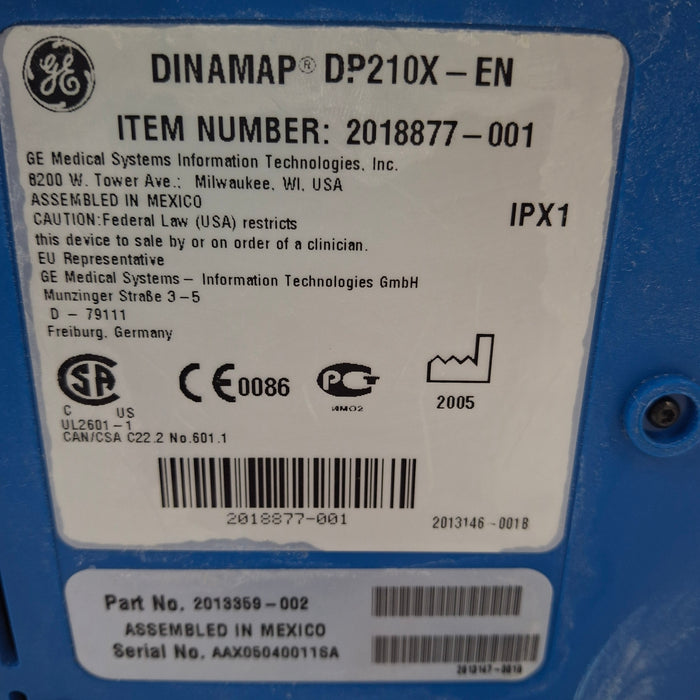 GE
DINAMAP® DP210X - EN
ITEM NUMBER: 2018877-001
GE Medical Systems Information Technologies, Inc.
8200 W. Tower Ave.; Milwaukee, WI, USA
ASSEMBLED IN MEXICO
CAUTION: Federal Law (USA) restricts
this device to sale by or on order of a clinician.
IPX1
EU Representative
GE Medical Systems - Information Technologies GmbH
Munzinger Straße 3-5
D - 79111
Freiburg, Germany
SA
C US
UL2601-1
CAN/CSA C22.2 No.601.1
CE0086
РСТ
ИМ02
2005
2018877-001
2013146-001B
Part No. 2013359-002
ASSEMBLED IN MEXICO
Serial No. AAX05040011SA